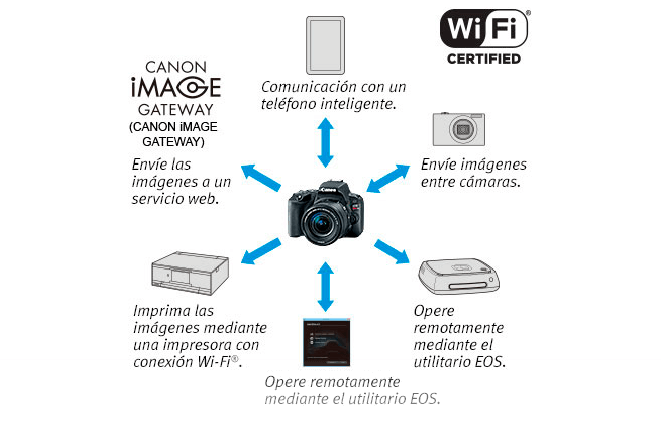 Wi Fi®
CERTIFIED
Comunicación con un
teléfono inteligente.
CANON
iMAGE
GATEWAY
(CANON iMAGE
GATEWAY)
Envíe las
imágenes a un
servicio web.
Envíe imágenes
entre cámaras.
Canon
Imprima las
imágenes mediante
una impresora con
conexión Wi-Fi®.
Opere
remotamente
mediante el
utilitario EOS.
Opere remotamente
mediante el utilitario EOS.